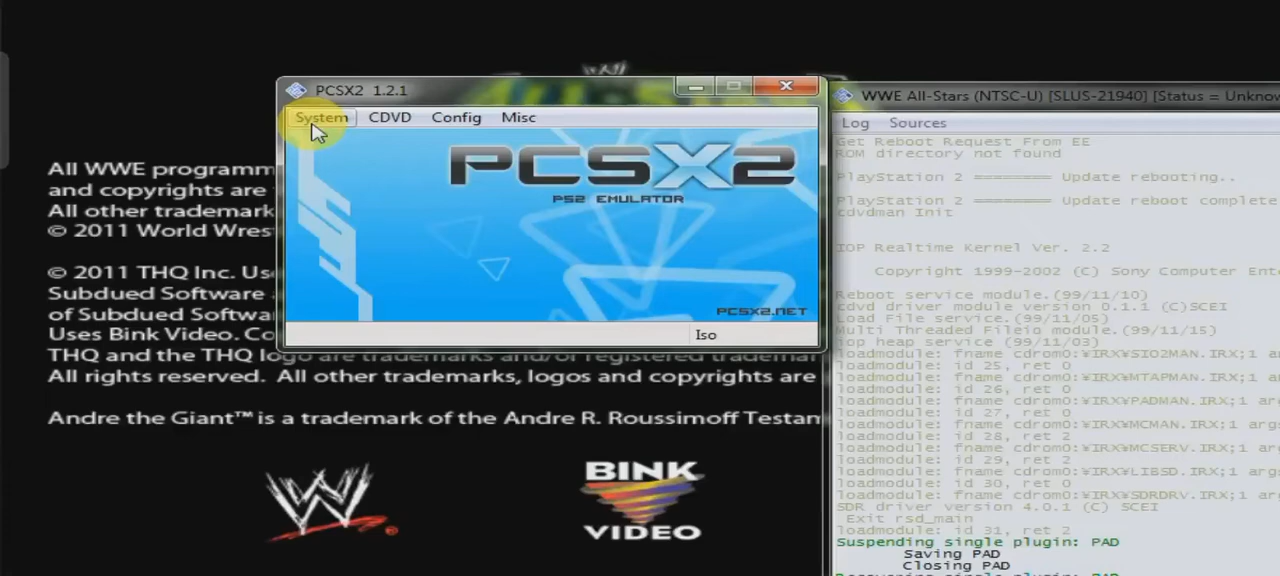 PCSX2 1.2.1
System CDVD Config Misc
PCSX2
PS2 EMULATOR
PCSX2.NET
Iso
All WWE programm
and copyrights are
All other trademark
© 2011 World Wres
© 2011 THQ Inc. Us
Subdued Software
of Subdued Softwa
Uses Bink Video. Co
THQ and the THQ logo are trademarks and/or registered trademar
All rights reserved. All other trademarks, logos and copyrights are
Andre the Giant™ is a trademark of the Andre R. Roussimoff Testam
W
BINK
VIDEO
WWE All-Stars (NTSC-U) [SLUS-21940] [Status = Unknow
Log Sources
Get Reboot Request From EE
ROM directory not found
PlayStation 2 ======== Update rebooting..
PlayStation 2 ======== Update reboot complete
cdvdman Init
IOP Realtime Kernel Ver. 2.2
Copyright 1999-2002 (C) Sony Computer Ente
Reboot service module.(99/11/10)
cdvd driver module version 0.1.1 (C)SCEI
Load File service.(99/11/05)
Multi Threaded Fileio module.(99/11/15)
iop heap service (99/11/03)
loadmodule: fname cdrom0:¥IRX¥SIO2MAN.IRX;1 a
loadmodule: id 25, ret 0
loadmodule: fname cdrom0:¥IRX¥MTAPMAN.IRX;1 a
loadmodule: id 26, ret 0
loadmodule: fname cdrom0:¥IRX¥PADMAN.IRX;1 ar
loadmodule: id 27, ret 0
loadmodule: fname cdrom0:¥IRX¥MCMAN.IRX;1 arg
loadmodule: id 28, ret 2
loadmodule: fname cdrom0:¥IRX¥MCSERV.IRX;1 ar
loadmodule: id 29, ret 2
loadmodule: fname cdrom0:¥IRX¥LIBSD.IRX;1 arg
loadmodule: id 30, ret 0
loadmodule: fname cdrom0:¥IRX¥SDRDRV.IRX;1 ar
SDR driver version 4.0.1 (C) SCEI
Exit rsd_main
loadmodule: id 31, ret 2
Suspending single plugin: PAD
Saving PAD
Closing PAD